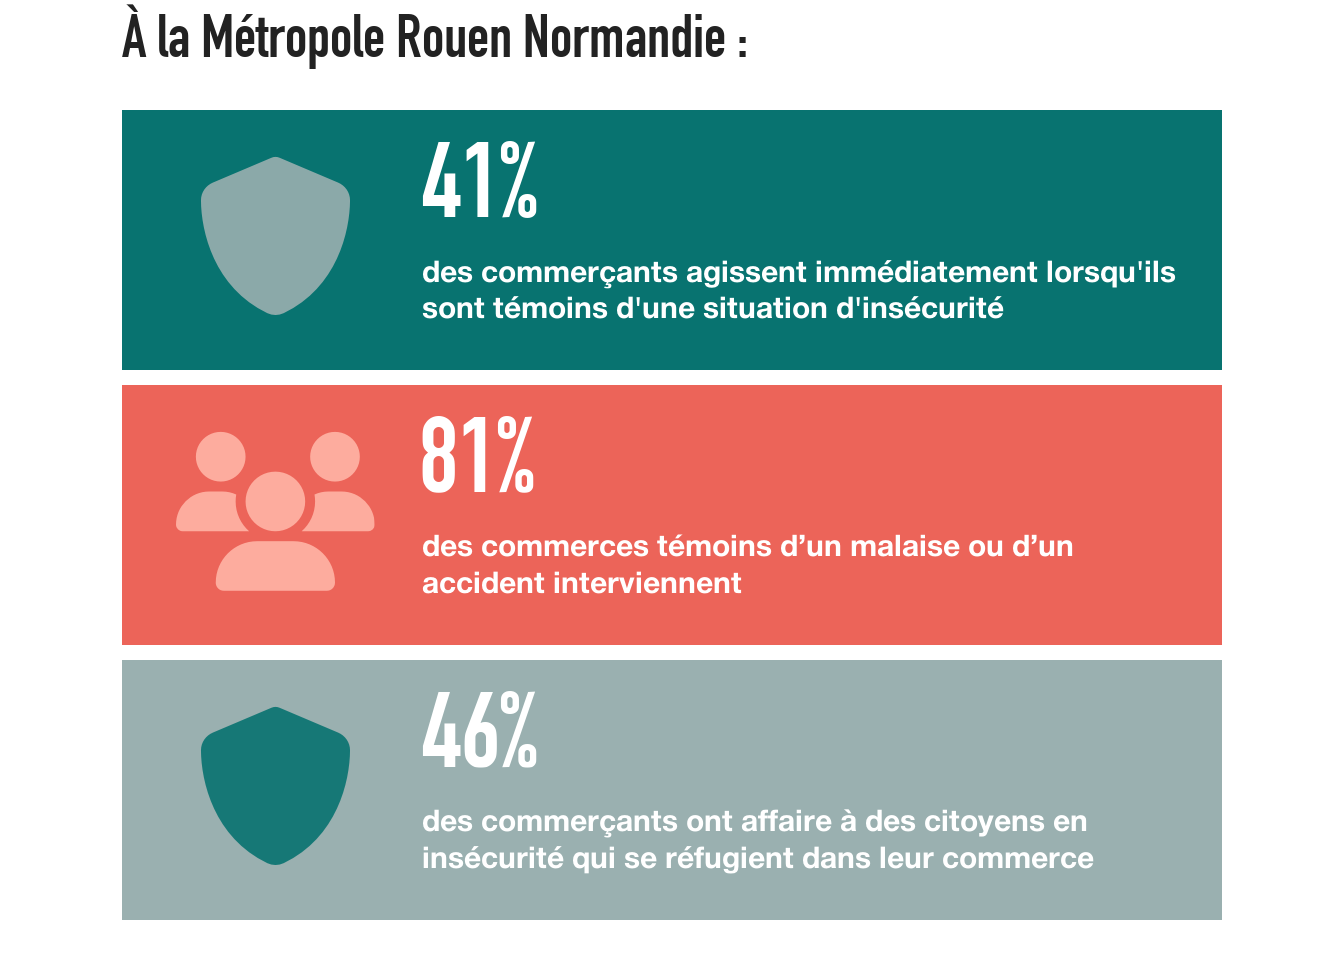 À la Métropole Rouen Normandie :
41%
des commerçants agissent immédiatement lorsqu'ils
sont témoins d'une situation d'insécurité
81%
des commerces témoins d’un malaise ou d’un
accident interviennent
46%
des commerçants ont affaire à des citoyens en
insécurité qui se réfugient dans leur commerce